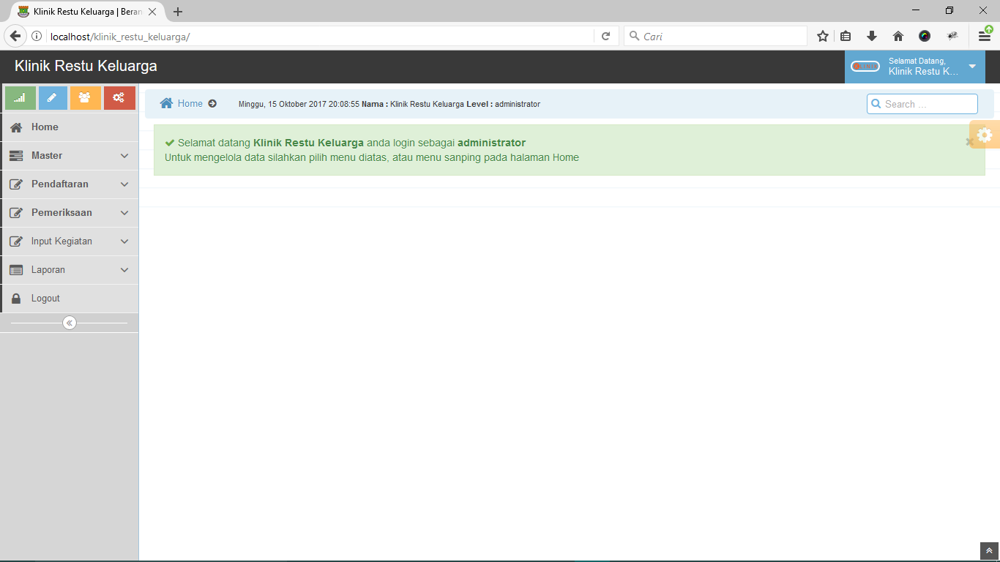 Klinik Restu Keluarga | Beran
localhost/klinik_restu_keluarga/
Cari
Klinik Restu Keluarga
Selamat Datang,
Klinik Restu K...
Home
Minggu, 15 Oktober 2017 20:08:55 Nama : Klinik Restu Keluarga Level : administrator
Search ...
Home
Master
Pendaftaran
Pemeriksaan
Input Kegiatan
Laporan
Logout
Selamat datang Klinik Restu Keluarga anda login sebagai administrator
Untuk mengelola data silahkan pilih menu diatas, atau menu sanping pada halaman Home